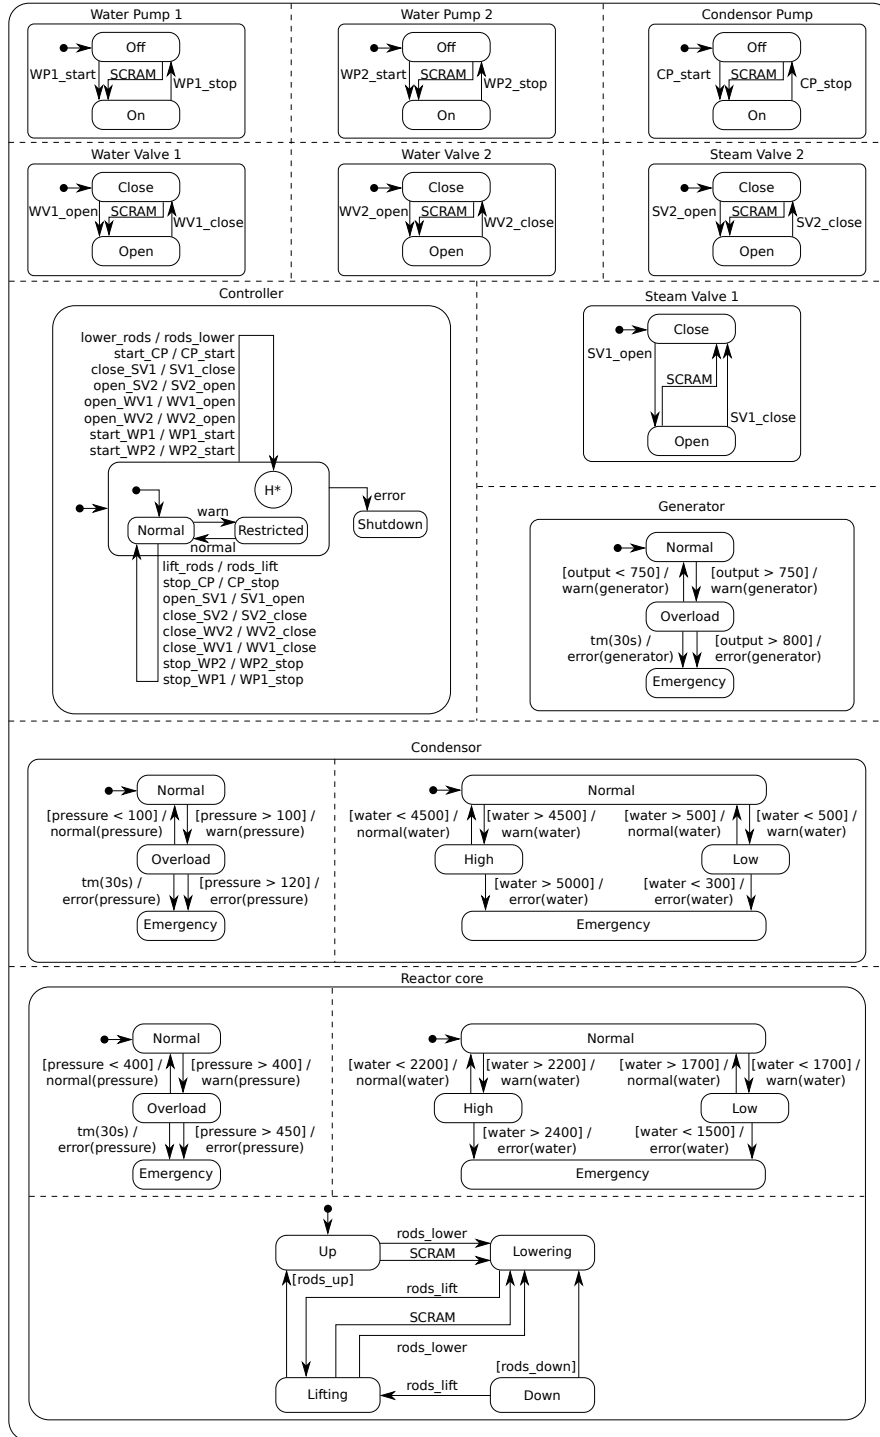 Water Pump 1
Water Pump 2
Condensor Pump
Off
WP1_start
SCRAM
WP1_stop
On
Off
WP2_start
SCRAM
WP2_stop
On
Off
CP_start
SCRAM
CP_stop
On
Water Valve 1
Water Valve 2
Steam Valve 2
Close
WV1_open
SCRAM
WV1_close
Open
Close
WV2_open
SCRAM
WV2_close
Open
Close
SV2_open
SCRAM
SV2_close
Open
Controller
lower_rods / rods_lower
start_CP / CP_start
close_SV1 / SV1_close
open_SV2 / SV2_open
open_WV1 / WV1_open
open_WV2 / WV2_open
start_WP1 / WP1_start
start_WP2 / WP2_start
H*
error
Shutdown
Normal
warn
Restricted
normal
lift_rods / rods_lift
stop_CP / CP_stop
open_SV1 / SV1_open
close_SV2 / SV2_close
close_WV2 / WV2_close
close_WV1 / WV1_close
stop_WP2 / WP2_stop
stop_WP1 / WP1_stop
Steam Valve 1
Close
SV1_open
SCRAM
SV1_close
Open
Generator
Normal
[output < 750] /
warn(generator)
[output > 750] /
warn(generator)
Overload
tm(30s) /
error(generator)
[output > 800] /
error(generator)
Emergency
Condensor
Normal
[pressure < 100] /
normal(pressure)
[pressure > 100] /
warn(pressure)
Overload
tm(30s) /
error(pressure)
[pressure > 120] /
error(pressure)
Emergency
Normal
[water < 4500] /
normal(water)
[water > 4500] /
warn(water)
[water > 500] /
normal(water)
[water < 500] /
warn(water)
High
Low
[water > 5000] /
error(water)
[water < 300] /
error(water)
Emergency
Reactor core
Normal
[pressure < 400] /
normal(pressure)
[pressure > 400] /
warn(pressure)
Overload
tm(30s) /
error(pressure)
[pressure > 450] /
error(pressure)
Emergency
Normal
[water < 2200] /
normal(water)
[water > 2200] /
warn(water)
[water > 1700] /
normal(water)
[water < 1700] /
warn(water)
High
Low
[water > 2400] /
error(water)
[water < 1500] /
error(water)
Emergency
Up
rods_lower
SCRAM
Lowering
[rods_up]
rods_lift
SCRAM
rods_lower
[rods_down]
Lifting
rods_lift
Down